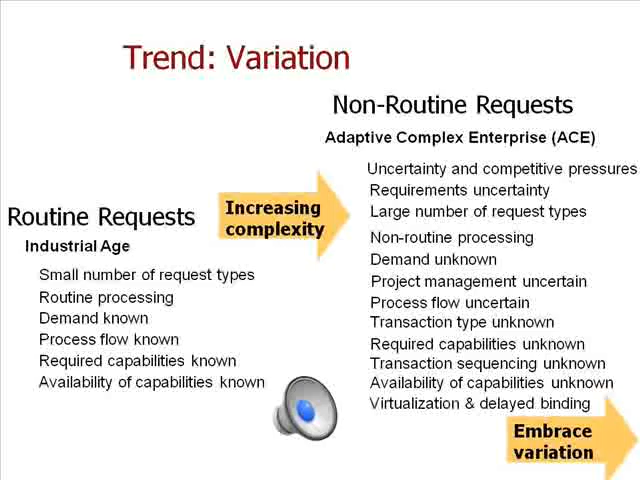 Trend: Variation
Routine Requests
Industrial Age
Small number of request types
Routine processing
Demand known
Process flow known
Required capabilities known
Availability of capabilities known
Increasing
complexity
Non-Routine Requests
Adaptive Complex Enterprise (ACE)
Uncertainty and competitive pressures
Requirements uncertainty
Large number of request types
Non-routine processing
Demand unknown
Project management uncertain
Process flow uncertain
Transaction type unknown
Required capabilities unknown
Transaction sequencing unknown
Availability of capabilities unknown
Virtualization & delayed binding
Embrace
variation